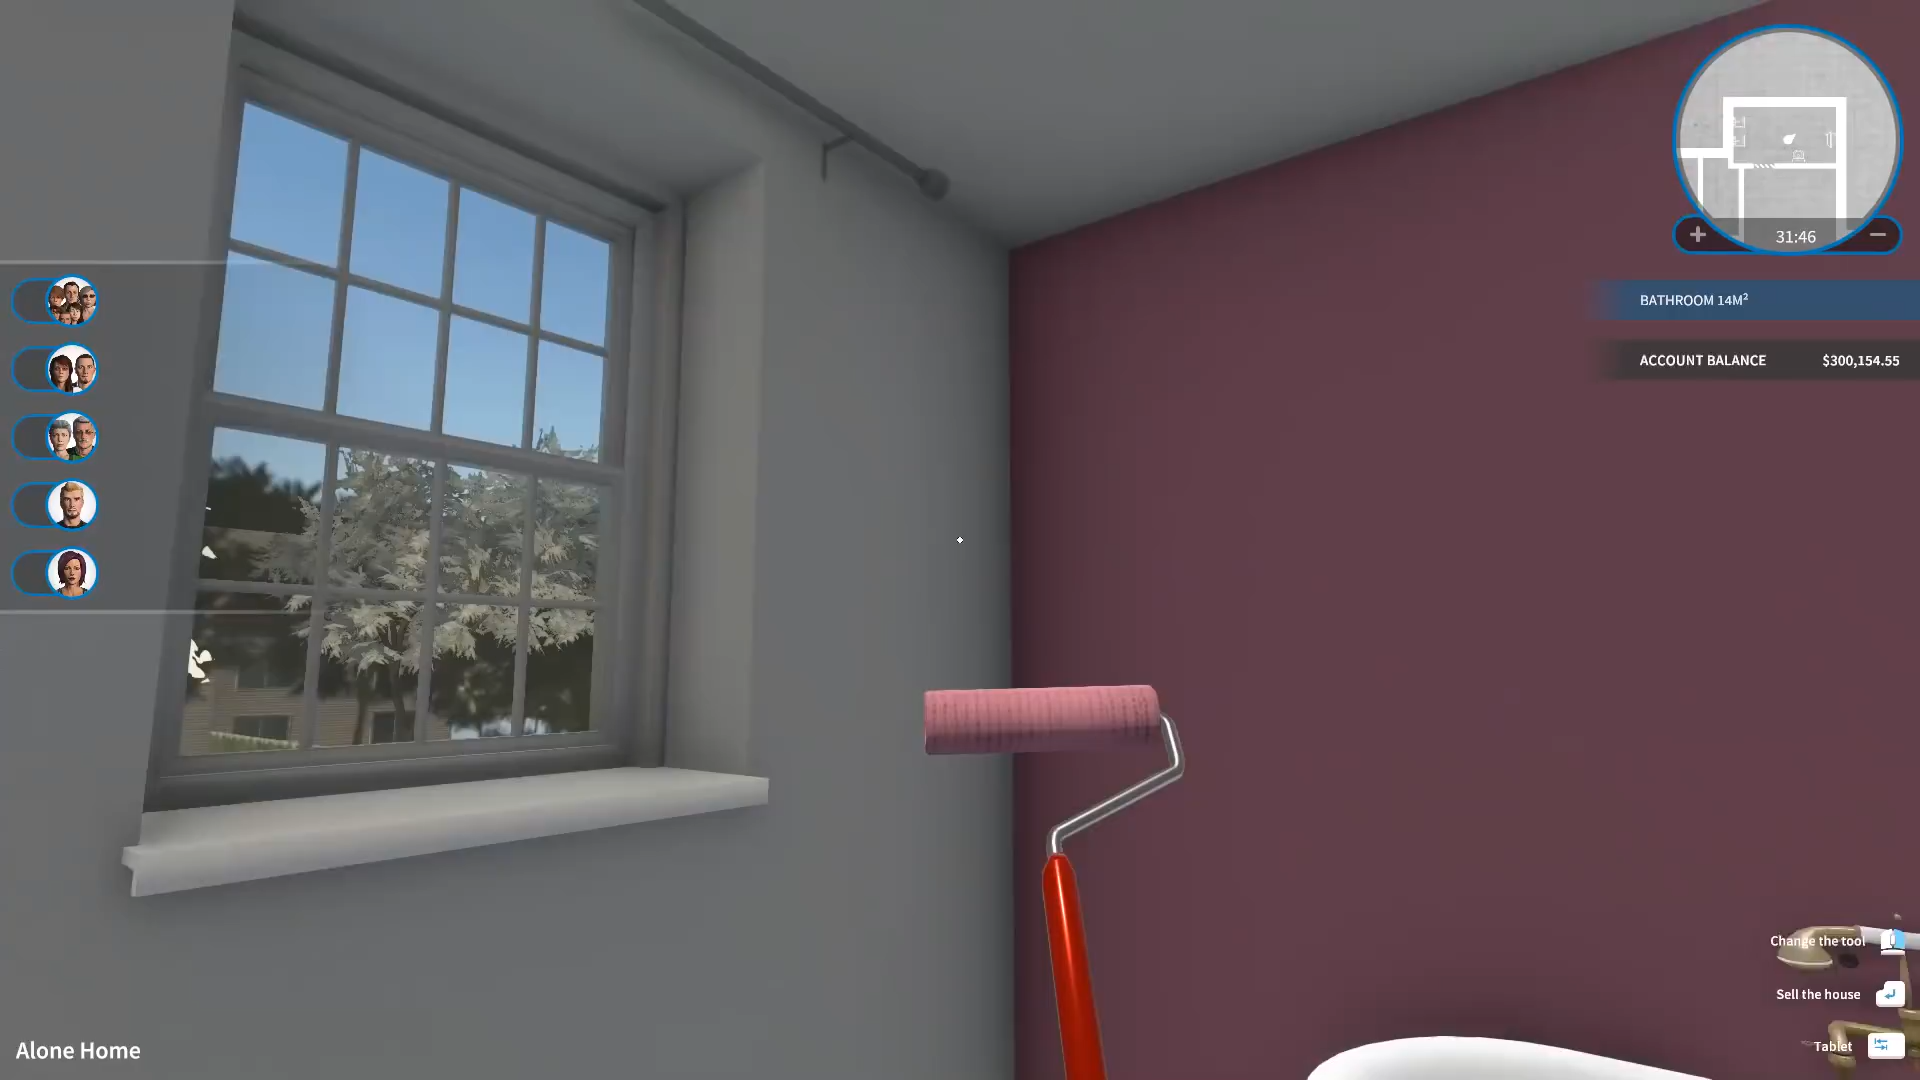 31:46
BATHROOM 14M²
ACCOUNT BALANCE $300,154.55
Change the tool
Sell the house
Tablet
Alone Home